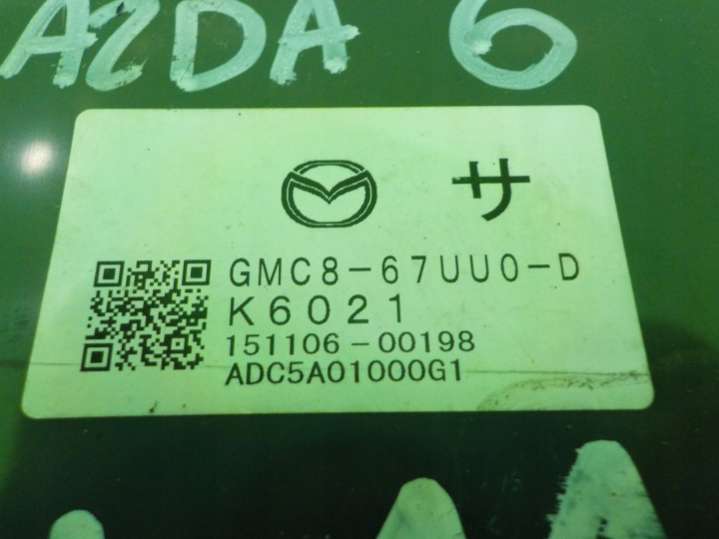 AZDA 6
サ
GMC8-67UU0-D
K6021
151106-00198
ADC5A01000G1